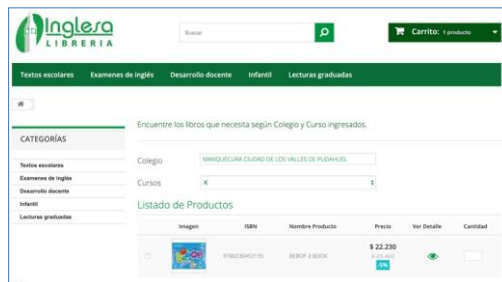 Inglesa
LIBRERIA
Buscar
Carrito: 1 producto
Textos escolares Examenes de inglés Desarrollo docente Infantil Lecturas graduadas
Encuentre los libros que necesita según Colegio y Curso ingresados.
CATEGORÍAS
Textos escolares
Examenes de inglés
Desarrollo docente
Infantil
Lecturas graduadas
Colegio MANQUECURA CIUDAD DE LOS VALLES DE PUDAHUEL
Cursos K
Listado de Productos
Imagen ISBN Nombre Producto Precio Ver Detalle Cantidad
BEBOP 3 BOOK
$ 22.230
-5%